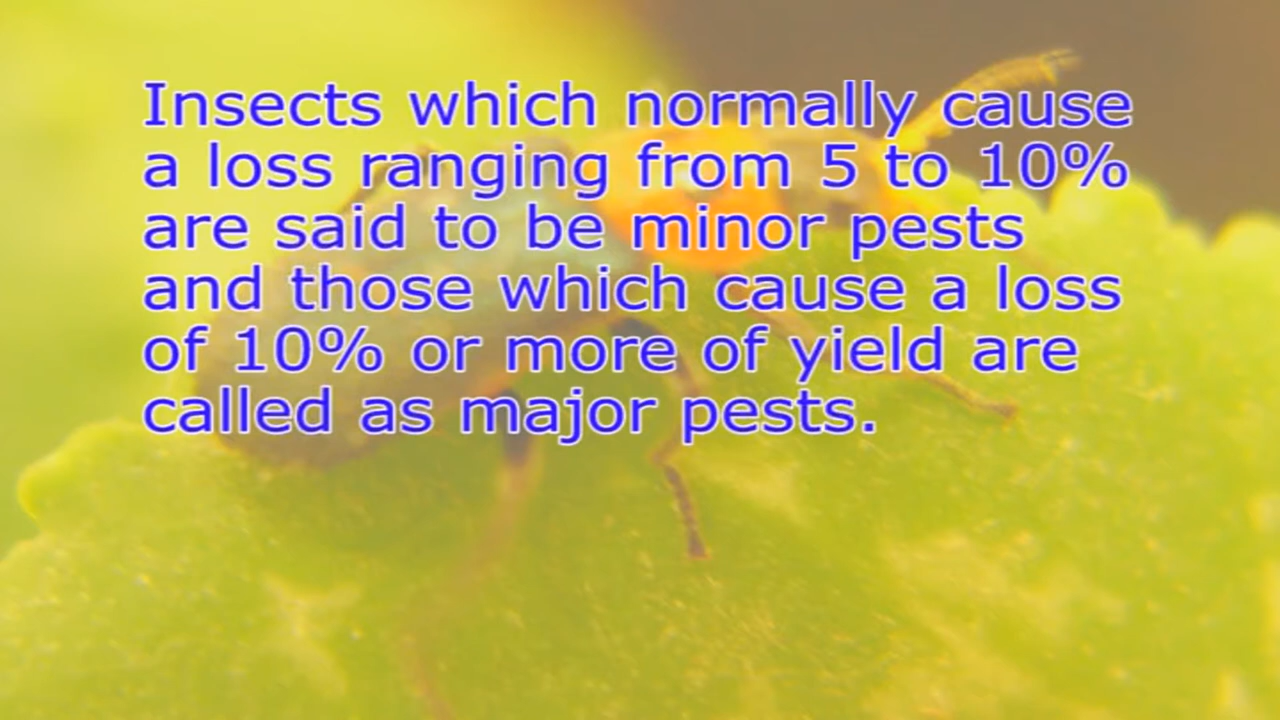 Insects which normally cause
a loss ranging from 5 to 10%
are said to be minor pests
and those which cause a loss
of 10% or more of yield are
called as major pests.